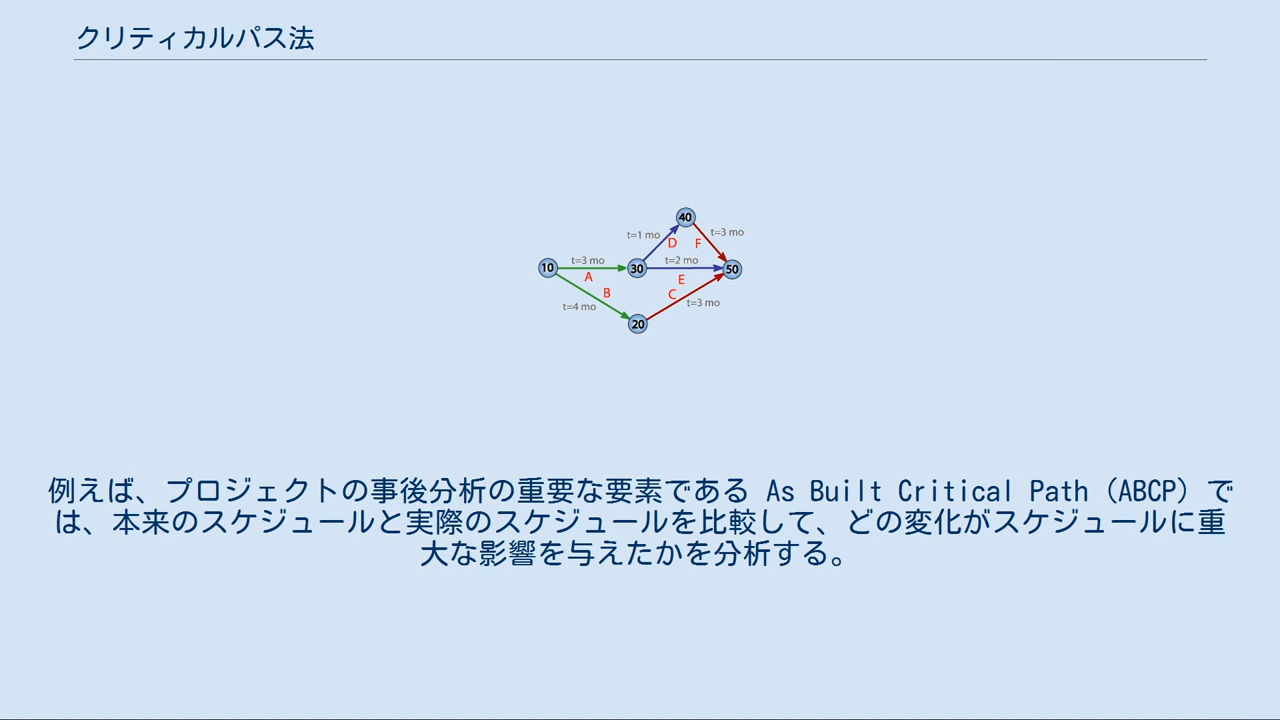 クリティカルパス法
40
t=1 mo
t=3 mo
D
F
t=3 mo
t=2 mo
10
30
50
A
E
B
C
t=4 mo
t=3 mo
20
例えば、プロジェクトの事後分析の重要な要素である As Built Critical Path（ABCP）で
は、本来のスケジュールと実際のスケジュールを比較して、どの変化がスケジュールに重
大な影響を与えたかを分析する。